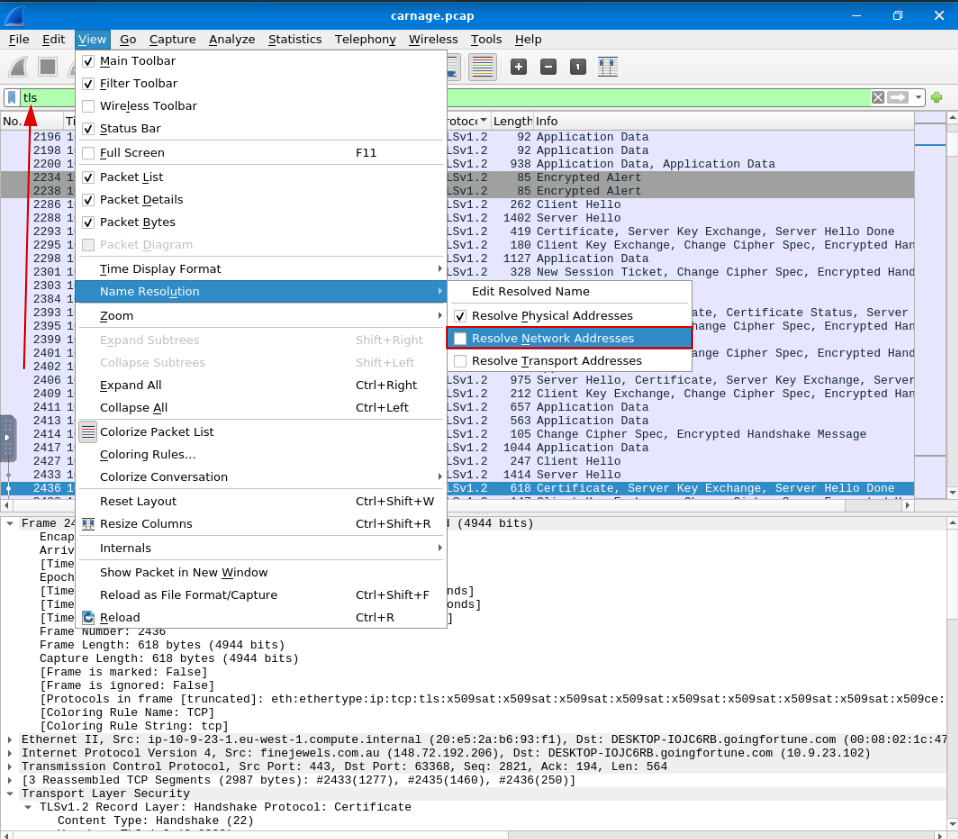 carnage.pcap
File Edit View Go Capture Analyze Statistics Telephony Wireless Tools Help
tls
Main Toolbar
Filter Toolbar
Wireless Toolbar
Status Bar
Full Screen F11
Packet List
Packet Details
Packet Bytes
Packet Diagram
Time Display Format
Name Resolution
Zoom
Expand Subtrees Shift+Right
Collapse Subtrees Shift+Left
Expand All Ctrl+Right
Collapse All Ctrl+Left
Colorize Packet List
Coloring Rules...
Colorize Conversation
Reset Layout Ctrl+Shift+W
Resize Columns Ctrl+Shift+R
Internals
Show Packet in New Window
Reload as File Format/Capture Ctrl+Shift+F
Reload Ctrl+R
Edit Resolved Name
Resolve Physical Addresses
Resolve Network Addresses
Resolve Transport Addresses
No. Length Info
2196 1 LSv1.2 92 Application Data
2198 1 LSv1.2 92 Application Data
2200 1 LSv1.2 938 Application Data, Application Data
2234 1 LSv1.2 85 Encrypted Alert
2238 1 LSv1.2 85 Encrypted Alert
2286 1 LSv1.2 262 Client Hello
2288 1 LSv1.2 1402 Server Hello
2293 1 LSv1.2 419 Certificate, Server Key Exchange, Server Hello Done
2295 1 LSv1.2 180 Client Key Exchange, Change Cipher Spec, Encrypted Han
2298 1 LSv1.2 1127 Application Data
2301 1 LSv1.2 328 New Session Ticket, Change Cipher Spec, Encrypted Hand
2303 1
2384 1
2393 1 ate, Certificate Status, Server
2395 1 xchange, Change Cipher Spec, Encrypted Han
2399 1
2401 1 xchange, Change Cipher Spec, Encrypted Hand
2402 1
2406 1 LSv1.2 975 Server Hello, Certificate, Server Key Exchange, Server
2409 1 LSv1.2 212 Client Key Exchange, Change Cipher Spec, Encrypted Han
2411 1 LSv1.2 657 Application Data
2413 1 LSv1.2 563 Application Data
2414 1 LSv1.2 105 Change Cipher Spec, Encrypted Handshake Message
2417 1 LSv1.2 1044 Application Data
2427 1 LSv1.2 247 Client Hello
2433 1 LSv1.2 1414 Server Hello
2436 1 LSv1.2 618 Certificate, Server Key Exchange, Server Hello Done
Frame 24 (4944 bits)
Encap
Arriv
[Time
Epoch
[Time nds]
[Time onds]
[Time ]
Frame Number: 2436
Frame Length: 618 bytes (4944 bits)
Capture Length: 618 bytes (4944 bits)
[Frame is marked: False]
[Frame is ignored: False]
[Protocols in frame [truncated]: eth:ethertype:ip:tcp:tls:x509sat:x509sat:x509sat:x509sat:x509sat:x509sat:x509sat:x509sat:x509ce:
[Coloring Rule Name: TCP]
[Coloring Rule String: tcp]
Ethernet II, Src: ip-10-9-23-1.eu-west-1.compute.internal (20:e5:2a:b6:93:f1), Dst: DESKTOP-IOJC6RB.goingfortune.com (00:08:02:1c:47
Internet Protocol Version 4, Src: finejewels.com.au (148.72.192.206), Dst: DESKTOP-IOJC6RB.goingfortune.com (10.9.23.102)
Transmission Control Protocol, Src Port: 443, Dst Port: 63368, Seq: 2821, Ack: 194, Len: 564
[3 Reassembled TCP Segments (2987 bytes): #2433(1277), #2435(1460), #2436(250)]
Transport Layer Security
TLSv1.2 Record Layer: Handshake Protocol: Certificate
Content Type: Handshake (22)